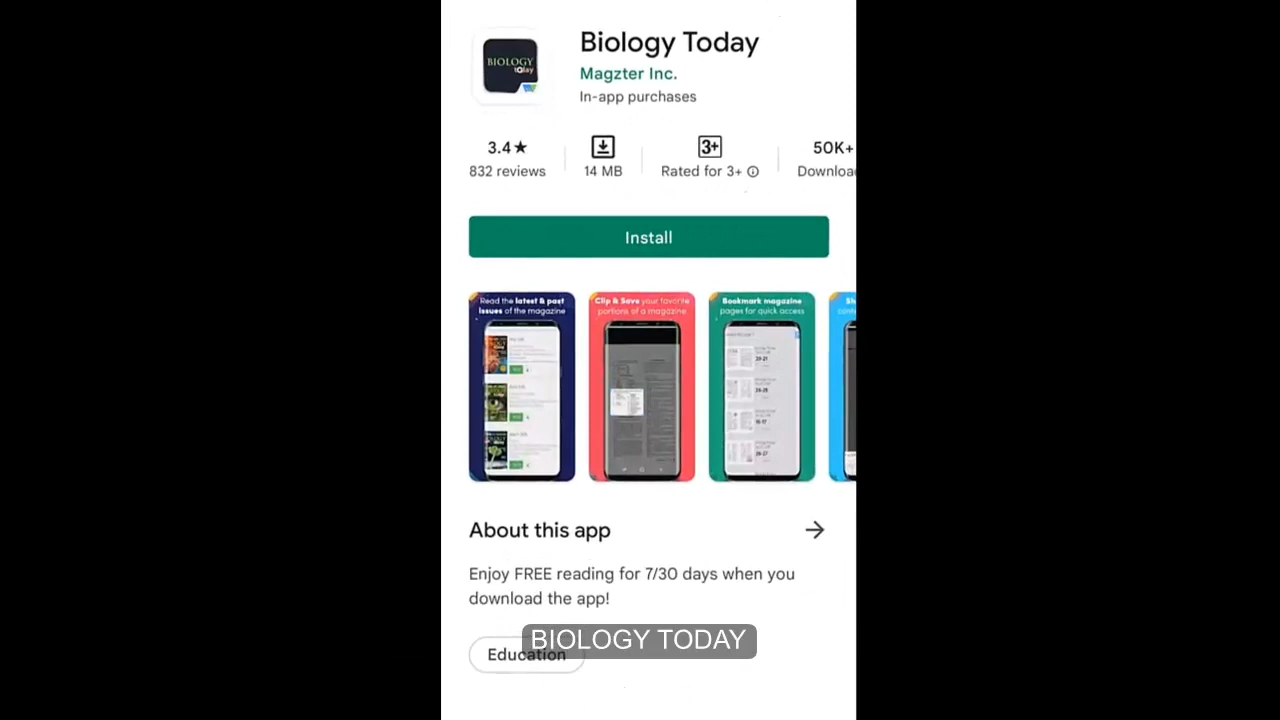 BIOLOGY
tOday
Biology Today
Magzter Inc.
In-app purchases
3.4★
832 reviews
14 MB
3+
Rated for 3+
50K+
Downloa
Install
Read the latest & past
issues of the magazine
Clip & Save your favorite
portions of a magazine
Bookmark magazine
pages for quick access
About this app
Enjoy FREE reading for 7/30 days when you
download the app!
Education
BIOLOGY TODAY